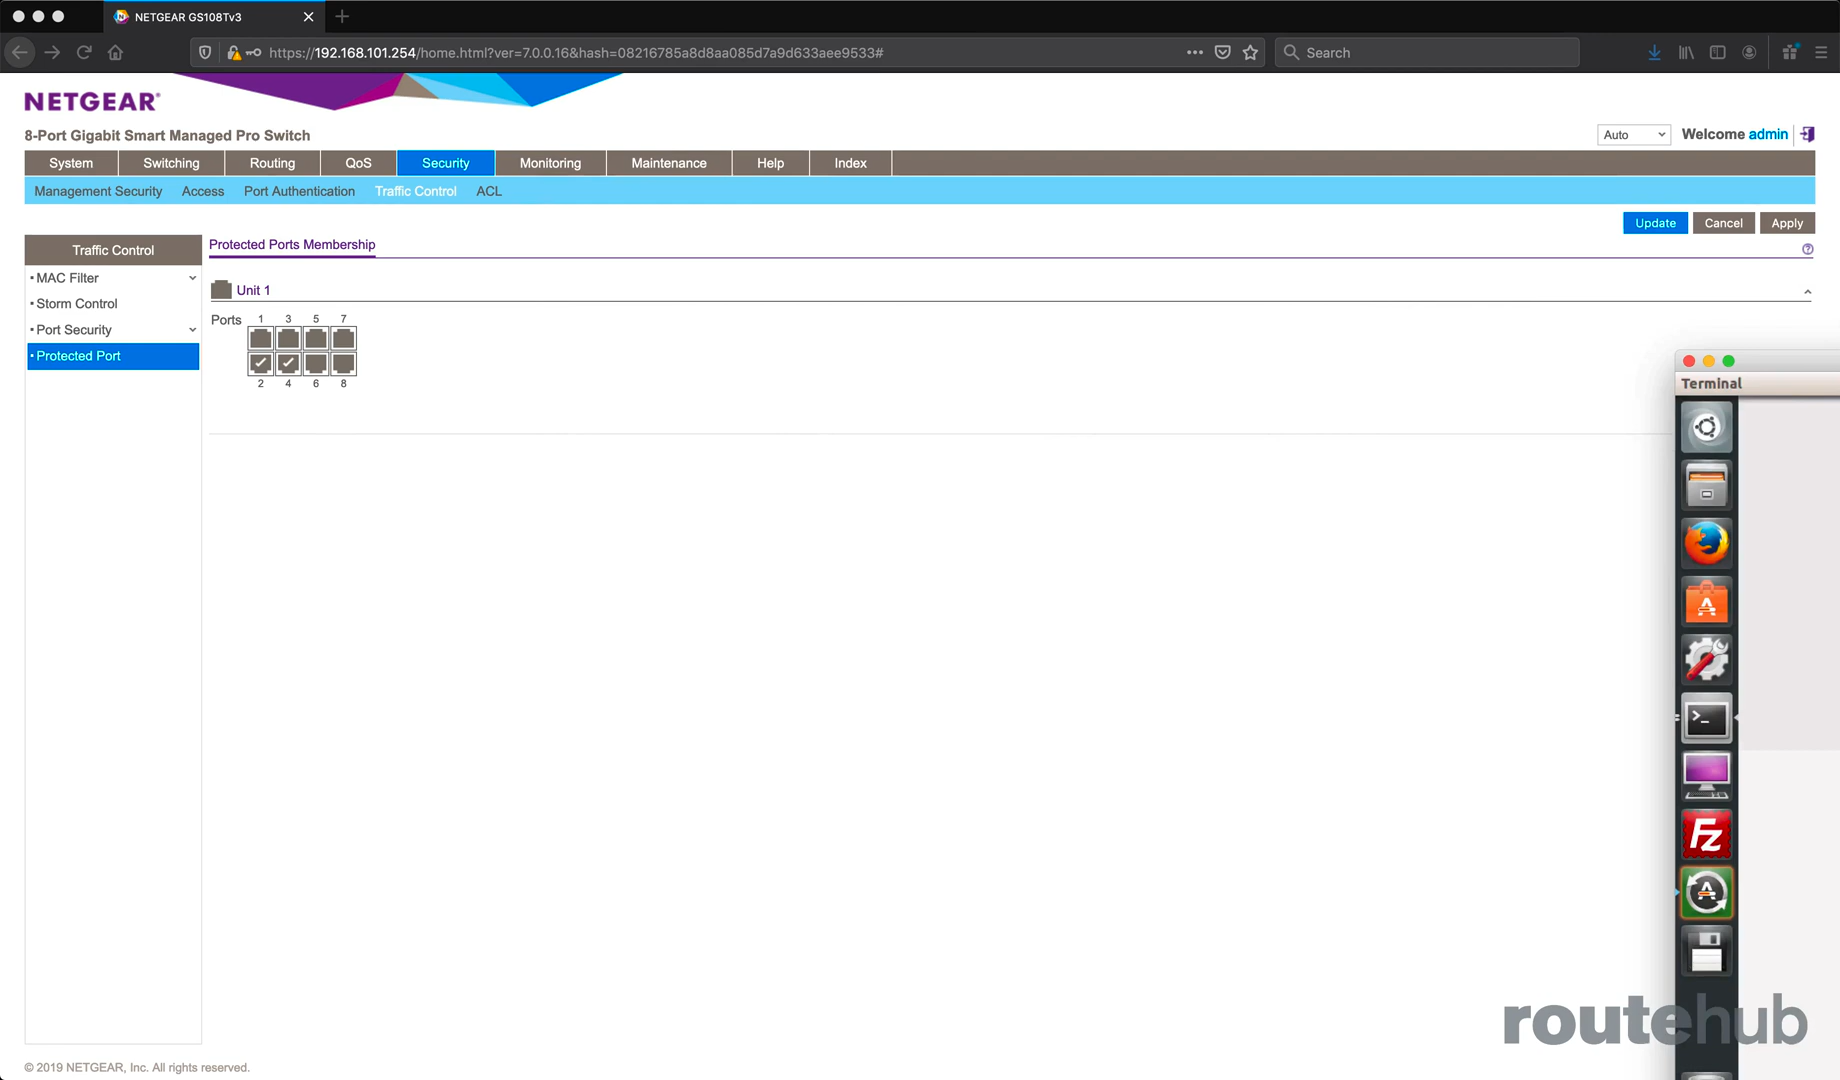 NETGEAR GS108Tv3
https://192.168.101.254/home.html?ver=7.0.0.16&hash=08216785a8d8aa085d7a9d633aee9533#
Search
NETGEAR®
8-Port Gigabit Smart Managed Pro Switch
Auto
Welcome admin
System Switching Routing QoS Security Monitoring Maintenance Help Index
Management Security Access Port Authentication Traffic Control ACL
Update Cancel Apply
Traffic Control
MAC Filter
Storm Control
Port Security
Protected Port
Protected Ports Membership
Unit 1
Ports 1 3 5 7
2 4 6 8
Terminal
Fz
routehub
© 2019 NETGEAR, Inc. All rights reserved.